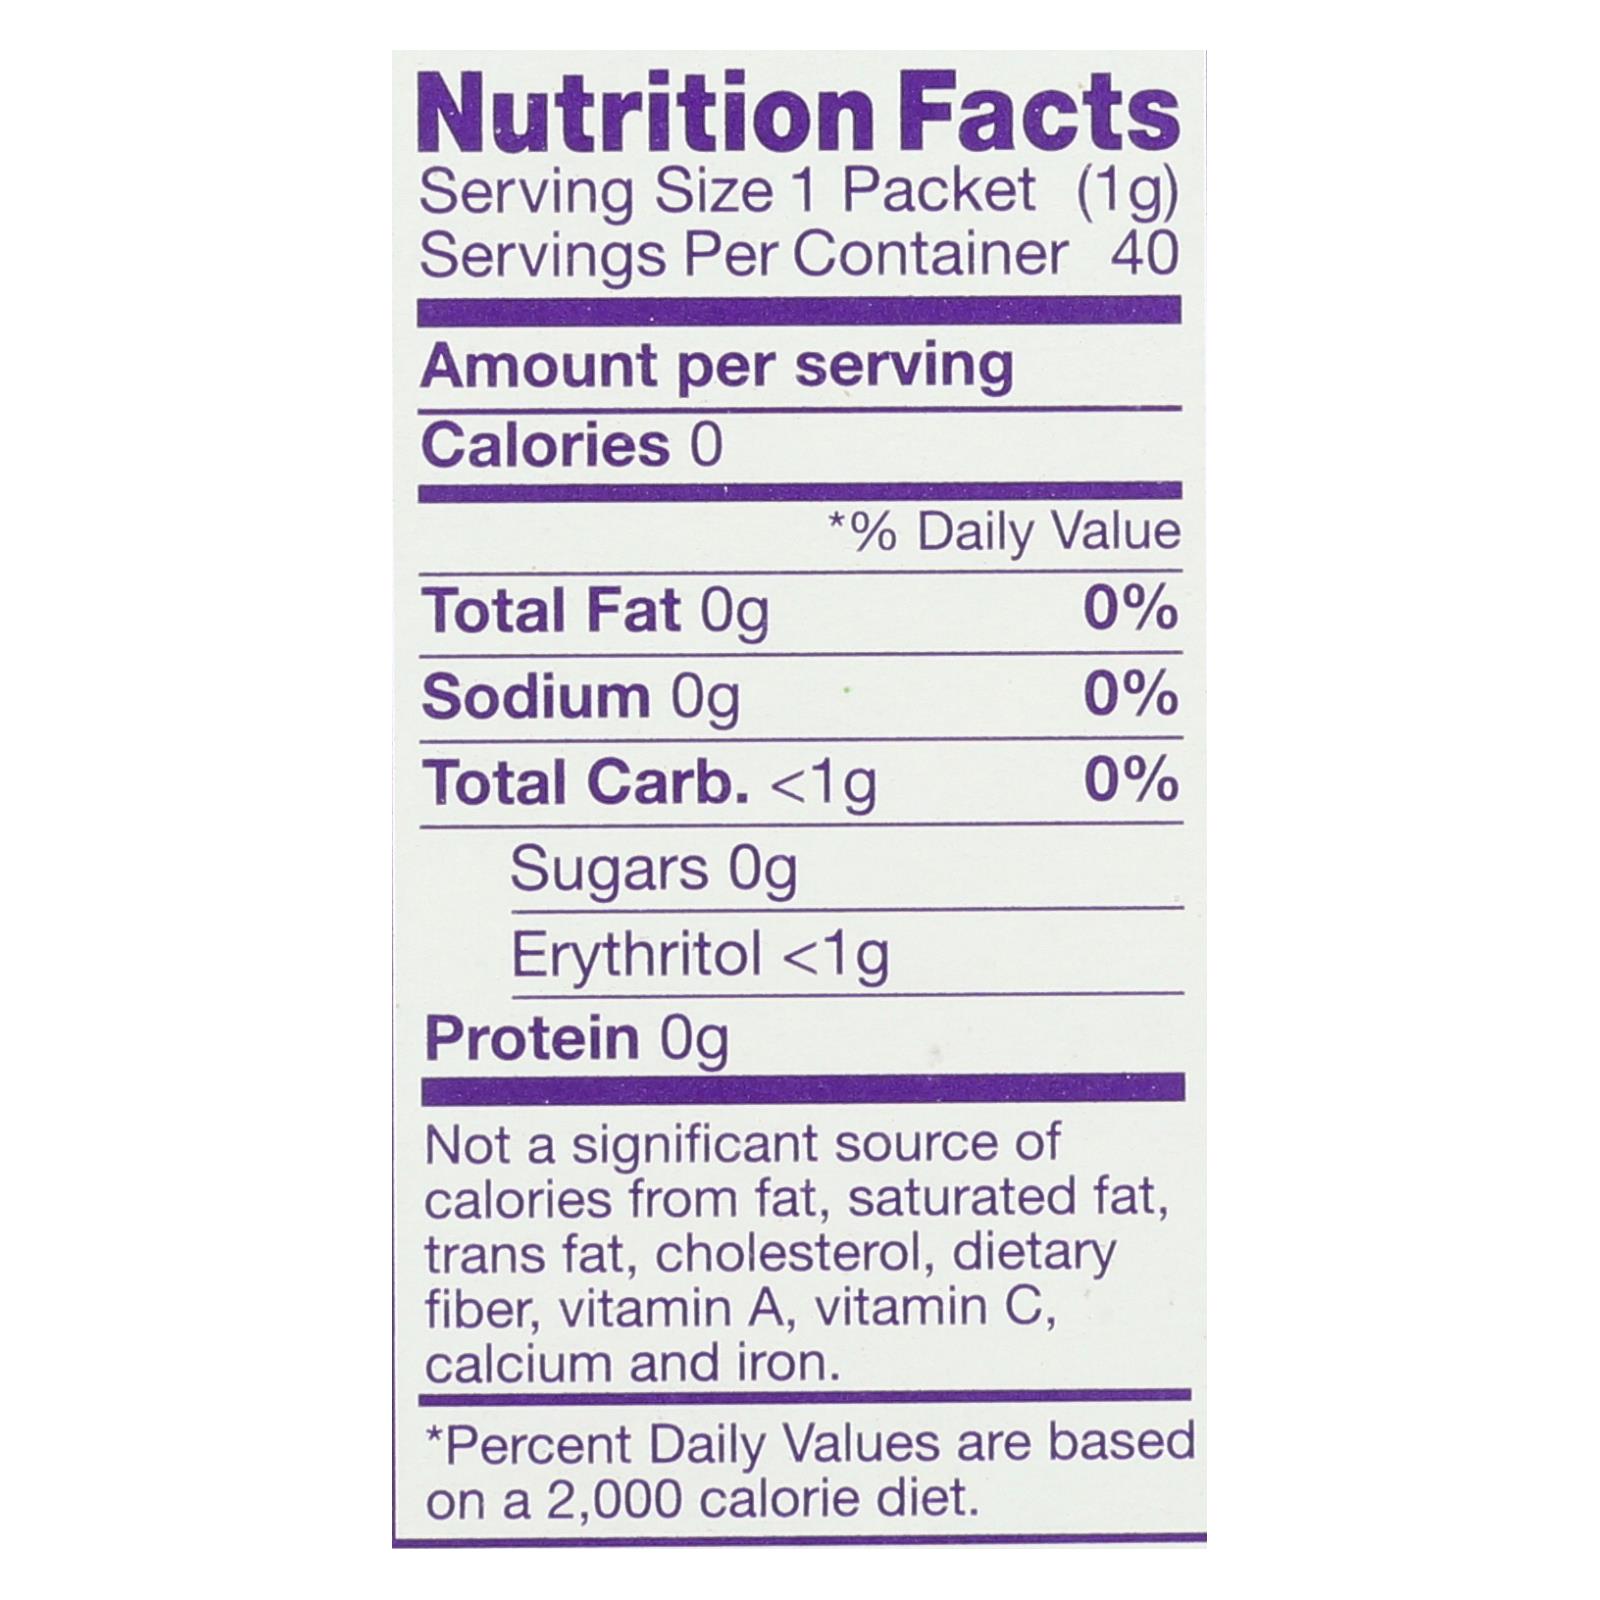 Nutrition Facts
Serving Size 1 Packet (1g)
Servings Per Container 40
Amount per serving
Calories 0
*% Daily Value
Total Fat 0g 0%
Sodium 0g 0%
Total Carb. <1g 0%
Sugars 0g
Erythritol <1g
Protein 0g
Not a significant source of
calories from fat, saturated fat,
trans fat, cholesterol, dietary
fiber, vitamin A, vitamin C,
calcium and iron.
*Percent Daily Values are based
on a 2,000 calorie diet.